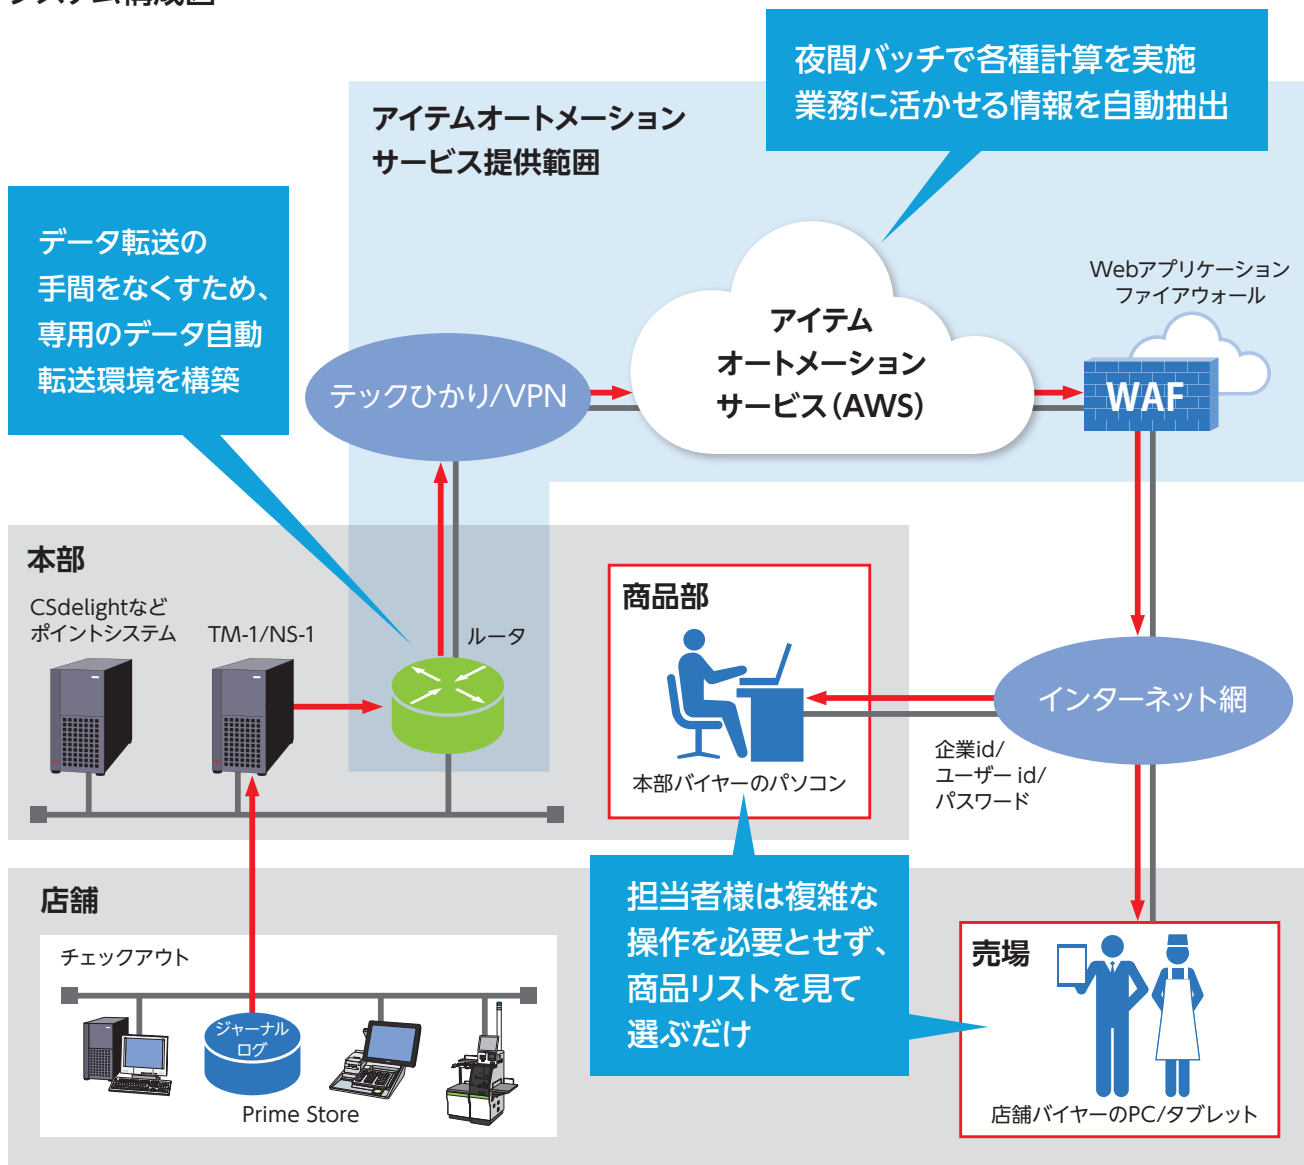 システム構成図
夜間バッチで各種計算を実施
業務に活かせる情報を自動抽出
アイテムオートメーション
サービス提供範囲
データ転送の
手間をなくすため、
専用のデータ自動
転送環境を構築
Webアプリケーション
ファイアウォール
アイテム
オートメーション
サービス(AWS)
テックひかり/VPN
WAF
本部
CSdelightなど
ポイントシステム
TM-1/NS-1
ルータ
商品部
本部バイヤーのパソコン
インターネット網
企業id/
ユーザー id/
パスワード
店舗
チェックアウト
ジャーナル
ログ
Prime Store
担当者様は複雑な
操作を必要とせず、
商品リストを見て
選ぶだけ
売場
店舗バイヤーのPC/タブレット